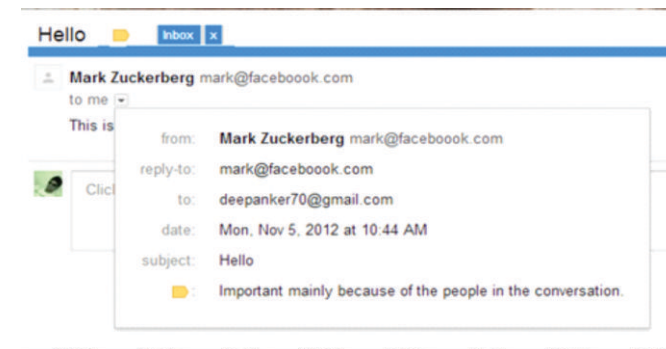 Hello Inbox x
Mark Zuckerberg mark@faceboook.com
to me
This is
from: Mark Zuckerberg mark@faceboook.com
reply-to: mark@faceboook.com
Clic
to: deepanker70@gmail.com
date: Mon, Nov 5, 2012 at 10:44 AM
subject: Hello
: Important mainly because of the people in the conversation.